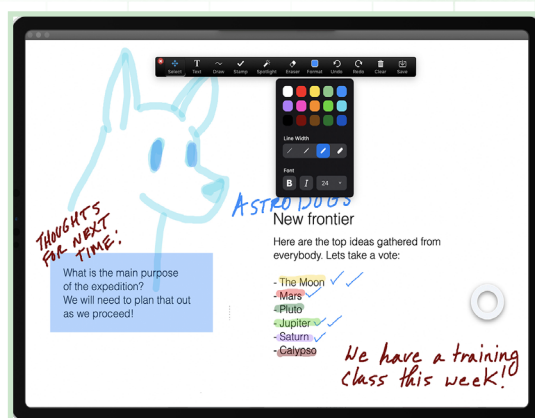 Select Text Draw Stamp Spotlight Eraser Format Undo Redo Clear Save
Line Width
Font
B I 24
ASTRO DOGS
New frontier
Here are the top ideas gathered from
everybody. Lets take a vote:
- The Moon
- Mars
- Pluto
- Jupiter
- Saturn
- Calypso
THOUGHTS
FOR NEXT
TIME!
What is the main purpose
of the expedition?
We will need to plan that out
as we proceed!
We have a training
class this week!